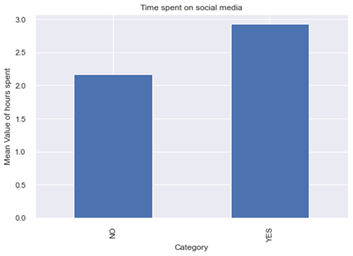 Time spent on social media
Mean Value of hours spent
3.0
2.5
2.0
1.5
1.0
0.5
0.0
NO
YES
Category